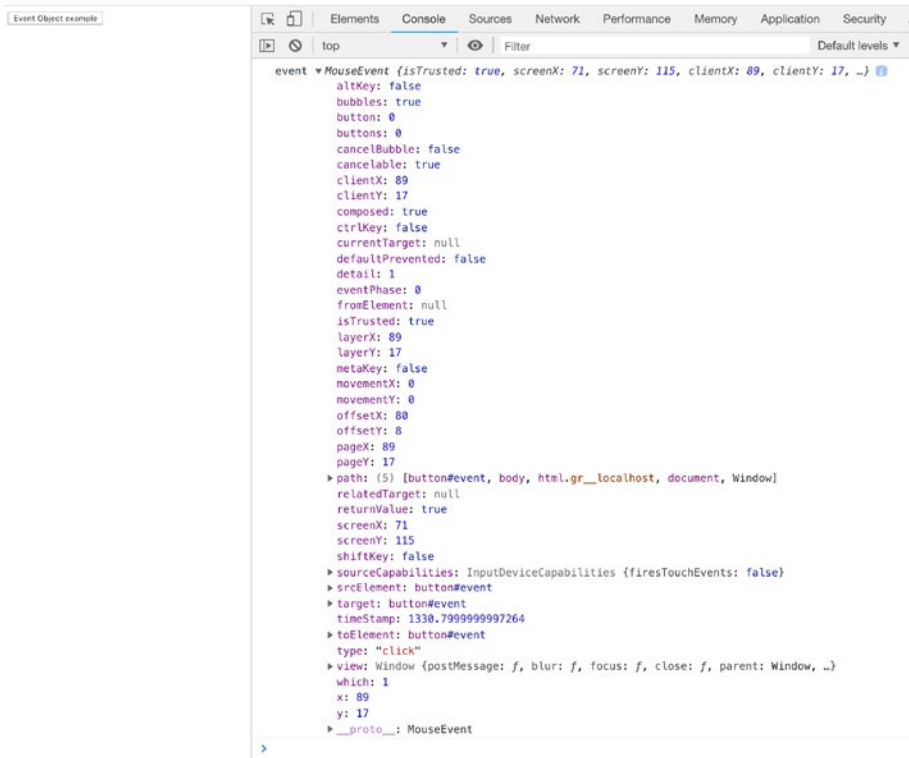 Event Object example
Elements Console Sources Network Performance Memory Application Security
top Filter Default levels
event MouseEvent {isTrusted: true, screenX: 71, screenY: 115, clientX: 89, clientY: 17, …}
altKey: false
bubbles: true
button: 0
buttons: 0
cancelBubble: false
cancelable: true
clientX: 89
clientY: 17
composed: true
ctrlKey: false
currentTarget: null
defaultPrevented: false
detail: 1
eventPhase: 0
fromElement: null
isTrusted: true
layerX: 89
layerY: 17
metaKey: false
movementX: 0
movementY: 0
offsetX: 80
offsetY: 8
pageX: 89
pageY: 17
path: (5) [button#event, body, html.gr__localhost, document, Window]
relatedTarget: null
returnValue: true
screenX: 71
screenY: 115
shiftKey: false
sourceCapabilities: InputDeviceCapabilities {firesTouchEvents: false}
srcElement: button#event
target: button#event
timeStamp: 1330.7999999997264
toElement: button#event
type: "click"
view: Window {postMessage: ƒ, blur: ƒ, focus: ƒ, close: ƒ, parent: Window, …}
which: 1
x: 89
y: 17
__proto__: MouseEvent